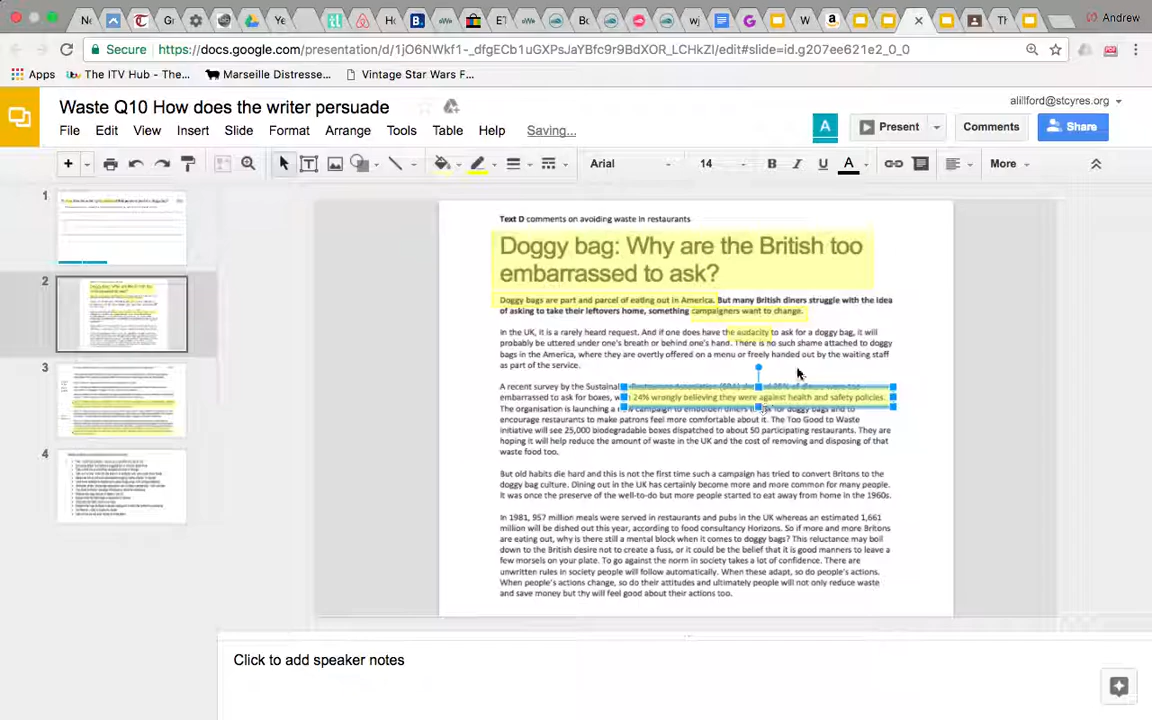 Andrew
Secure
https://docs.google.com/presentation/d/1jO6NWkf1-_dfgECb1uGXPsJaYBfc9r9BdXOR_LCHkZI/edit#slide=id.g207ee621e2_0_0
Apps
The ITV Hub - The...
Marseille Distresse...
Vintage Star Wars F...
Waste Q10 How does the writer persuade
alillford@stcyres.org
File Edit View Insert Slide Format Arrange Tools Table Help Saving...
A
Present
Comments
Share
Arial
14
B I U A
More
1
2
3
4
Text D comments on avoiding waste in restaurants
Doggy bag: Why are the British too
embarrassed to ask?
Doggy bags are part and parcel of eating out in America. But many British diners struggle with the idea
of asking to take their leftovers home, something campaigners want to change.
In the UK, it is a rarely heard request. And if one does have the audacity to ask for a doggy bag, it will
probably be uttered under one's breath or behind one's hand. There is no such shame attached to doggy
bags in the America, where they are overtly offered on a menu or freely handed out by the waiting staff
as part of the service.
A recent survey by the Sustainable Restaurant Association (SRA) 25% of diners were too
embarrassed to ask for boxes, 24% wrongly believing they were against health and safety policies.
The organisation is launching a new campaign to embolden diners to ask for doggy bags and to
encourage restaurants to make patrons feel more comfortable about it. The Too Good to Waste
initiative will see 25,000 biodegradable boxes dispatched to about 50 participating restaurants. They are
hoping it will help reduce the amount of waste in the UK and the cost of removing and disposing of that
waste food too.
But old habits die hard and this is not the first time such a campaign has tried to convert Britons to the
doggy bag culture. Dining out in the UK has certainly become more and more common for many people.
It was once the preserve of the well-to-do but more people started to eat away from home in the 1960s.
In 1981, 957 million meals were served in restaurants and pubs in the UK whereas an estimated 1,661
million will be dished out this year, according to food consultancy Horizons. So if more and more Britons
are eating out, why is there still a mental block when it comes to doggy bags? This reluctance may boil
down to the British desire not to create a fuss, or it could be the belief that it is good manners to leave a
few morsels on your plate. To go against the norm in society takes a lot of confidence. There are
unwritten rules in society people will follow automatically. When these adapt, so do people's actions.
When people's actions change, so do their attitudes and ultimately people will not only reduce waste
and save money but thy will feel good about their actions too.
Click to add speaker notes